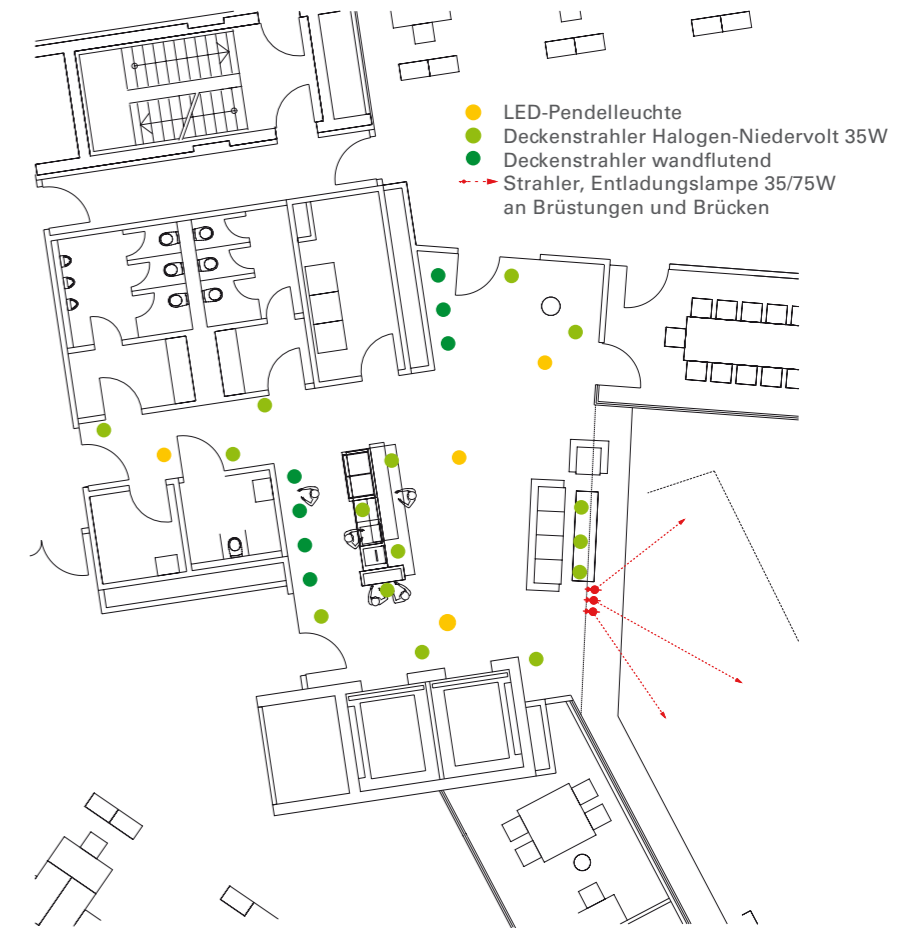 LED-Pendelleuchte
Deckenstrahler Halogen-Niedervolt 35W
Deckenstrahler wandflutend
Strahler, Entladungslampe 35/75W
an Brüstungen und Brücken